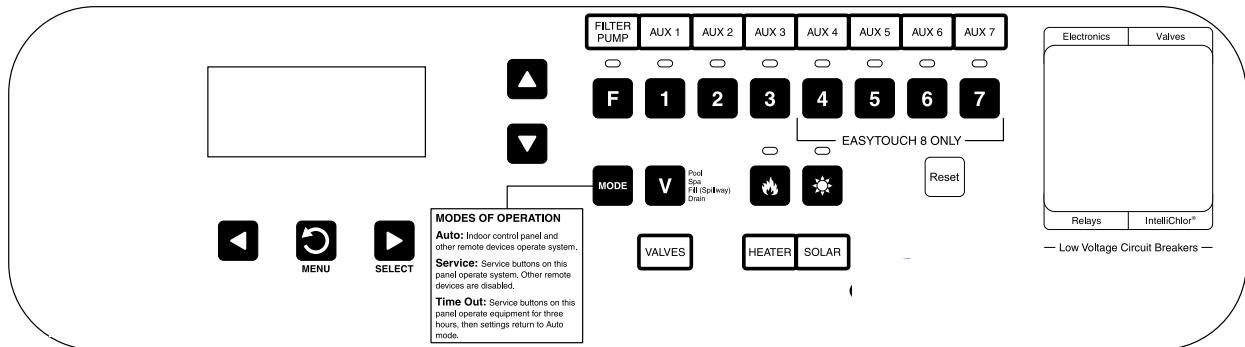 FILTER PUMP AUX 1 AUX 2 AUX 3 AUX 4 AUX 5 AUX 6 AUX 7
F 1 2 3 4 5 6 7
EASYTOUCH 8 ONLY
MODE V
Pool
Spa
Fill (Spillway)
Drain
Reset
MENU SELECT
MODES OF OPERATION
Auto: Indoor control panel and
other remote devices operate system.
Service: Service buttons on this
panel operate system. Other remote
devices are disabled.
Time Out: Service buttons on this
panel operate equipment for three
hours, then settings return to Auto
mode.
VALVES HEATER SOLAR
Electronics Valves
Relays IntelliChlor®
Low Voltage Circuit Breakers